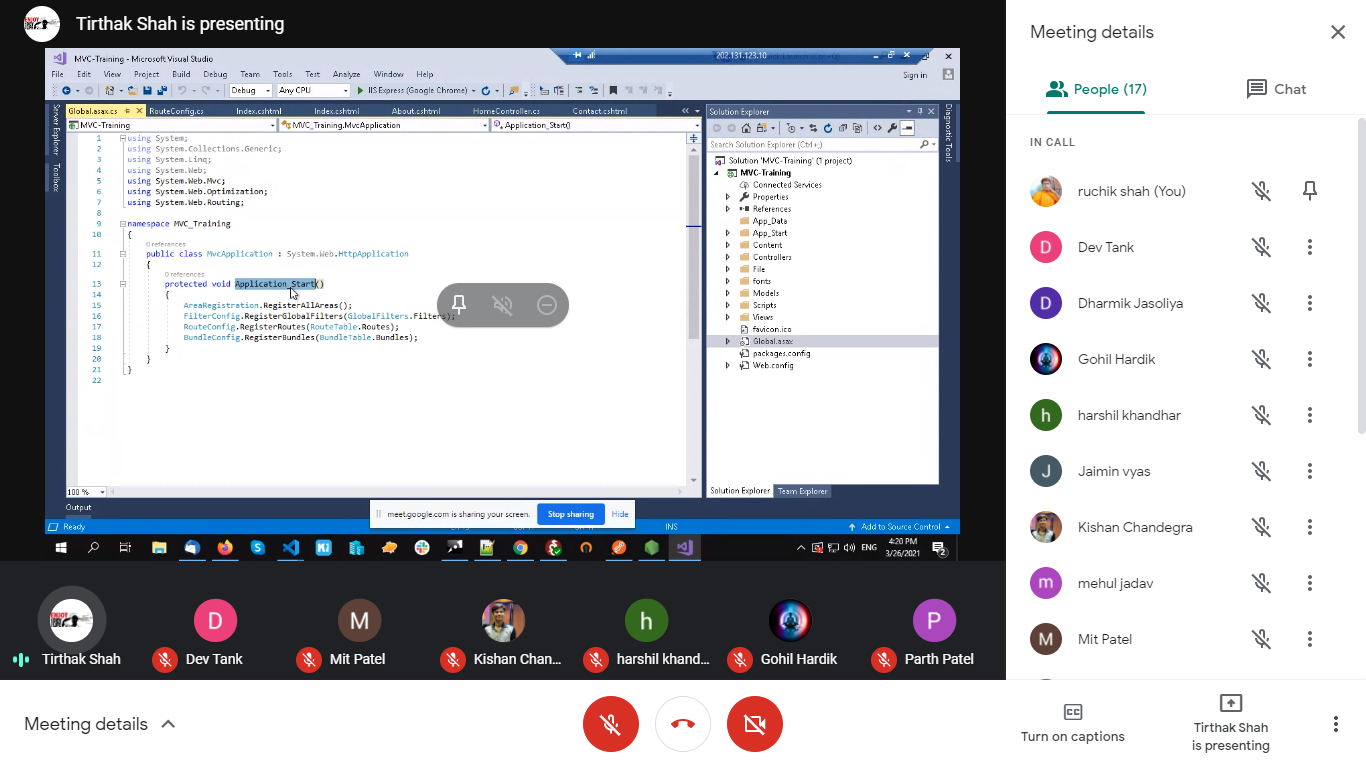 Tirthak Shah is presenting
MVC-Training - Microsoft Visual Studio
202.131.123.10
File Edit View Project Build Debug Team Tools Test Analyze Window Help
Sign in
Debug Any CPU IIS Express (Google Chrome)
Server Explorer
Toolbox
Global.asax.cs RouteConfig.cs Index.cshtml Index.cshtml About.cshtml HomeController.cs Contact.cshtml
MVC-Training MVC_Training.MvcApplication Application_Start()
1 using System;
2 using System.Collections.Generic;
3 using System.Linq;
4 using System.Web;
5 using System.Web.Mvc;
6 using System.Web.Optimization;
7 using System.Web.Routing;
8
9 namespace MVC_Training
10 {
0 references
11 public class MvcApplication : System.Web.HttpApplication
12 {
0 references
13 protected void Application_Start()
14 {
15 AreaRegistration.RegisterAllAreas();
16 FilterConfig.RegisterGlobalFilters(GlobalFilters.Filters);
17 RouteConfig.RegisterRoutes(RouteTable.Routes);
18 BundleConfig.RegisterBundles(BundleTable.Bundles);
19 }
20 }
21 }
22
100 %
Solution Explorer
Search Solution Explorer (Ctrl+;)
Solution 'MVC-Training' (1 project)
MVC-Training
Connected Services
Properties
References
App_Data
App_Start
Content
Controllers
File
fonts
Models
Scripts
Views
favicon.ico
Global.asax
packages.config
Web.config
Solution Explorer Team Explorer
Diagnostic Tools
Output
meet.google.com is sharing your screen. Stop sharing Hide
Ready INS Add to Source Control
ENG 4:20 PM
3/26/2021
2
Tirthak Shah
D
Dev Tank
M
Mit Patel
Kishan Chan...
h
harshil khand...
Gohil Hardik
P
Parth Patel
Meeting details
Meeting details
People (17) Chat
IN CALL
ruchik shah (You)
D Dev Tank
D Dharmik Jasoliya
Gohil Hardik
h harshil khandhar
J Jaimin vyas
Kishan Chandegra
m mehul jadav
M Mit Patel
CC
Turn on captions
Tirthak Shah
is presenting